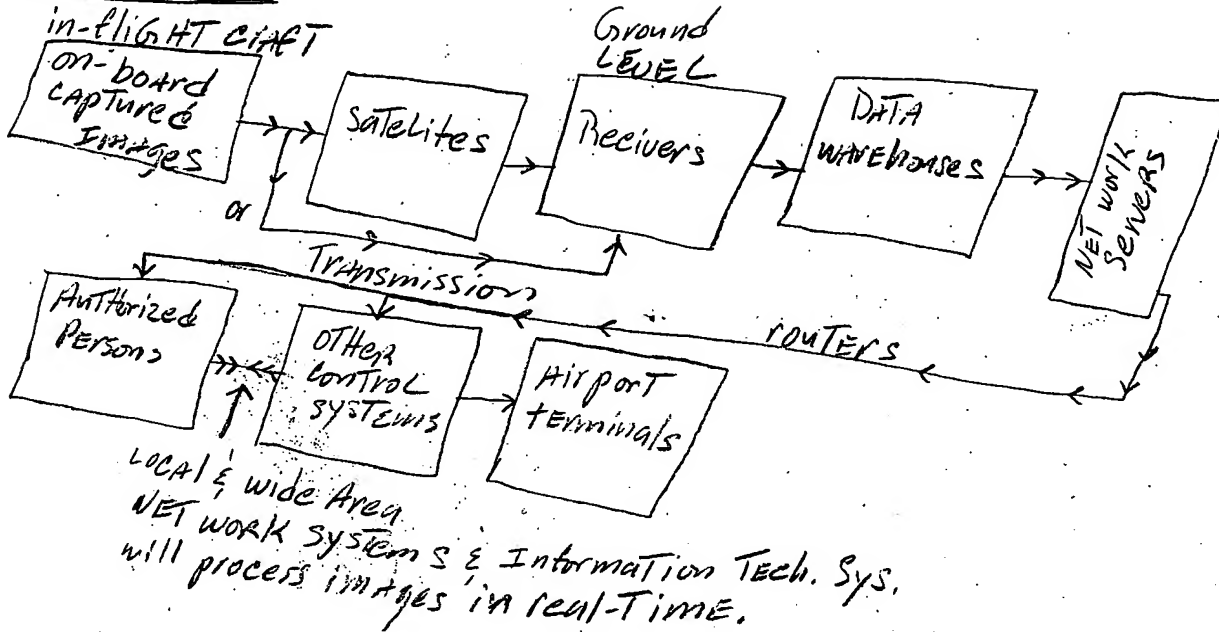 in-fliGHT CrAFT
on-board
CAPTured
Images
SaTeLiTes
Ground
LEVEL
Recivers
DATA
WAREhouses
NET work
Servers
or
Transmission
routers
AuTHorized
Persons
OTHER
CONTROL
SYSTEMS
AirporT
terminals
LOCAL & wide Area
NET work systems & InformaTion Tech. Sys.
will process images in real-Time.